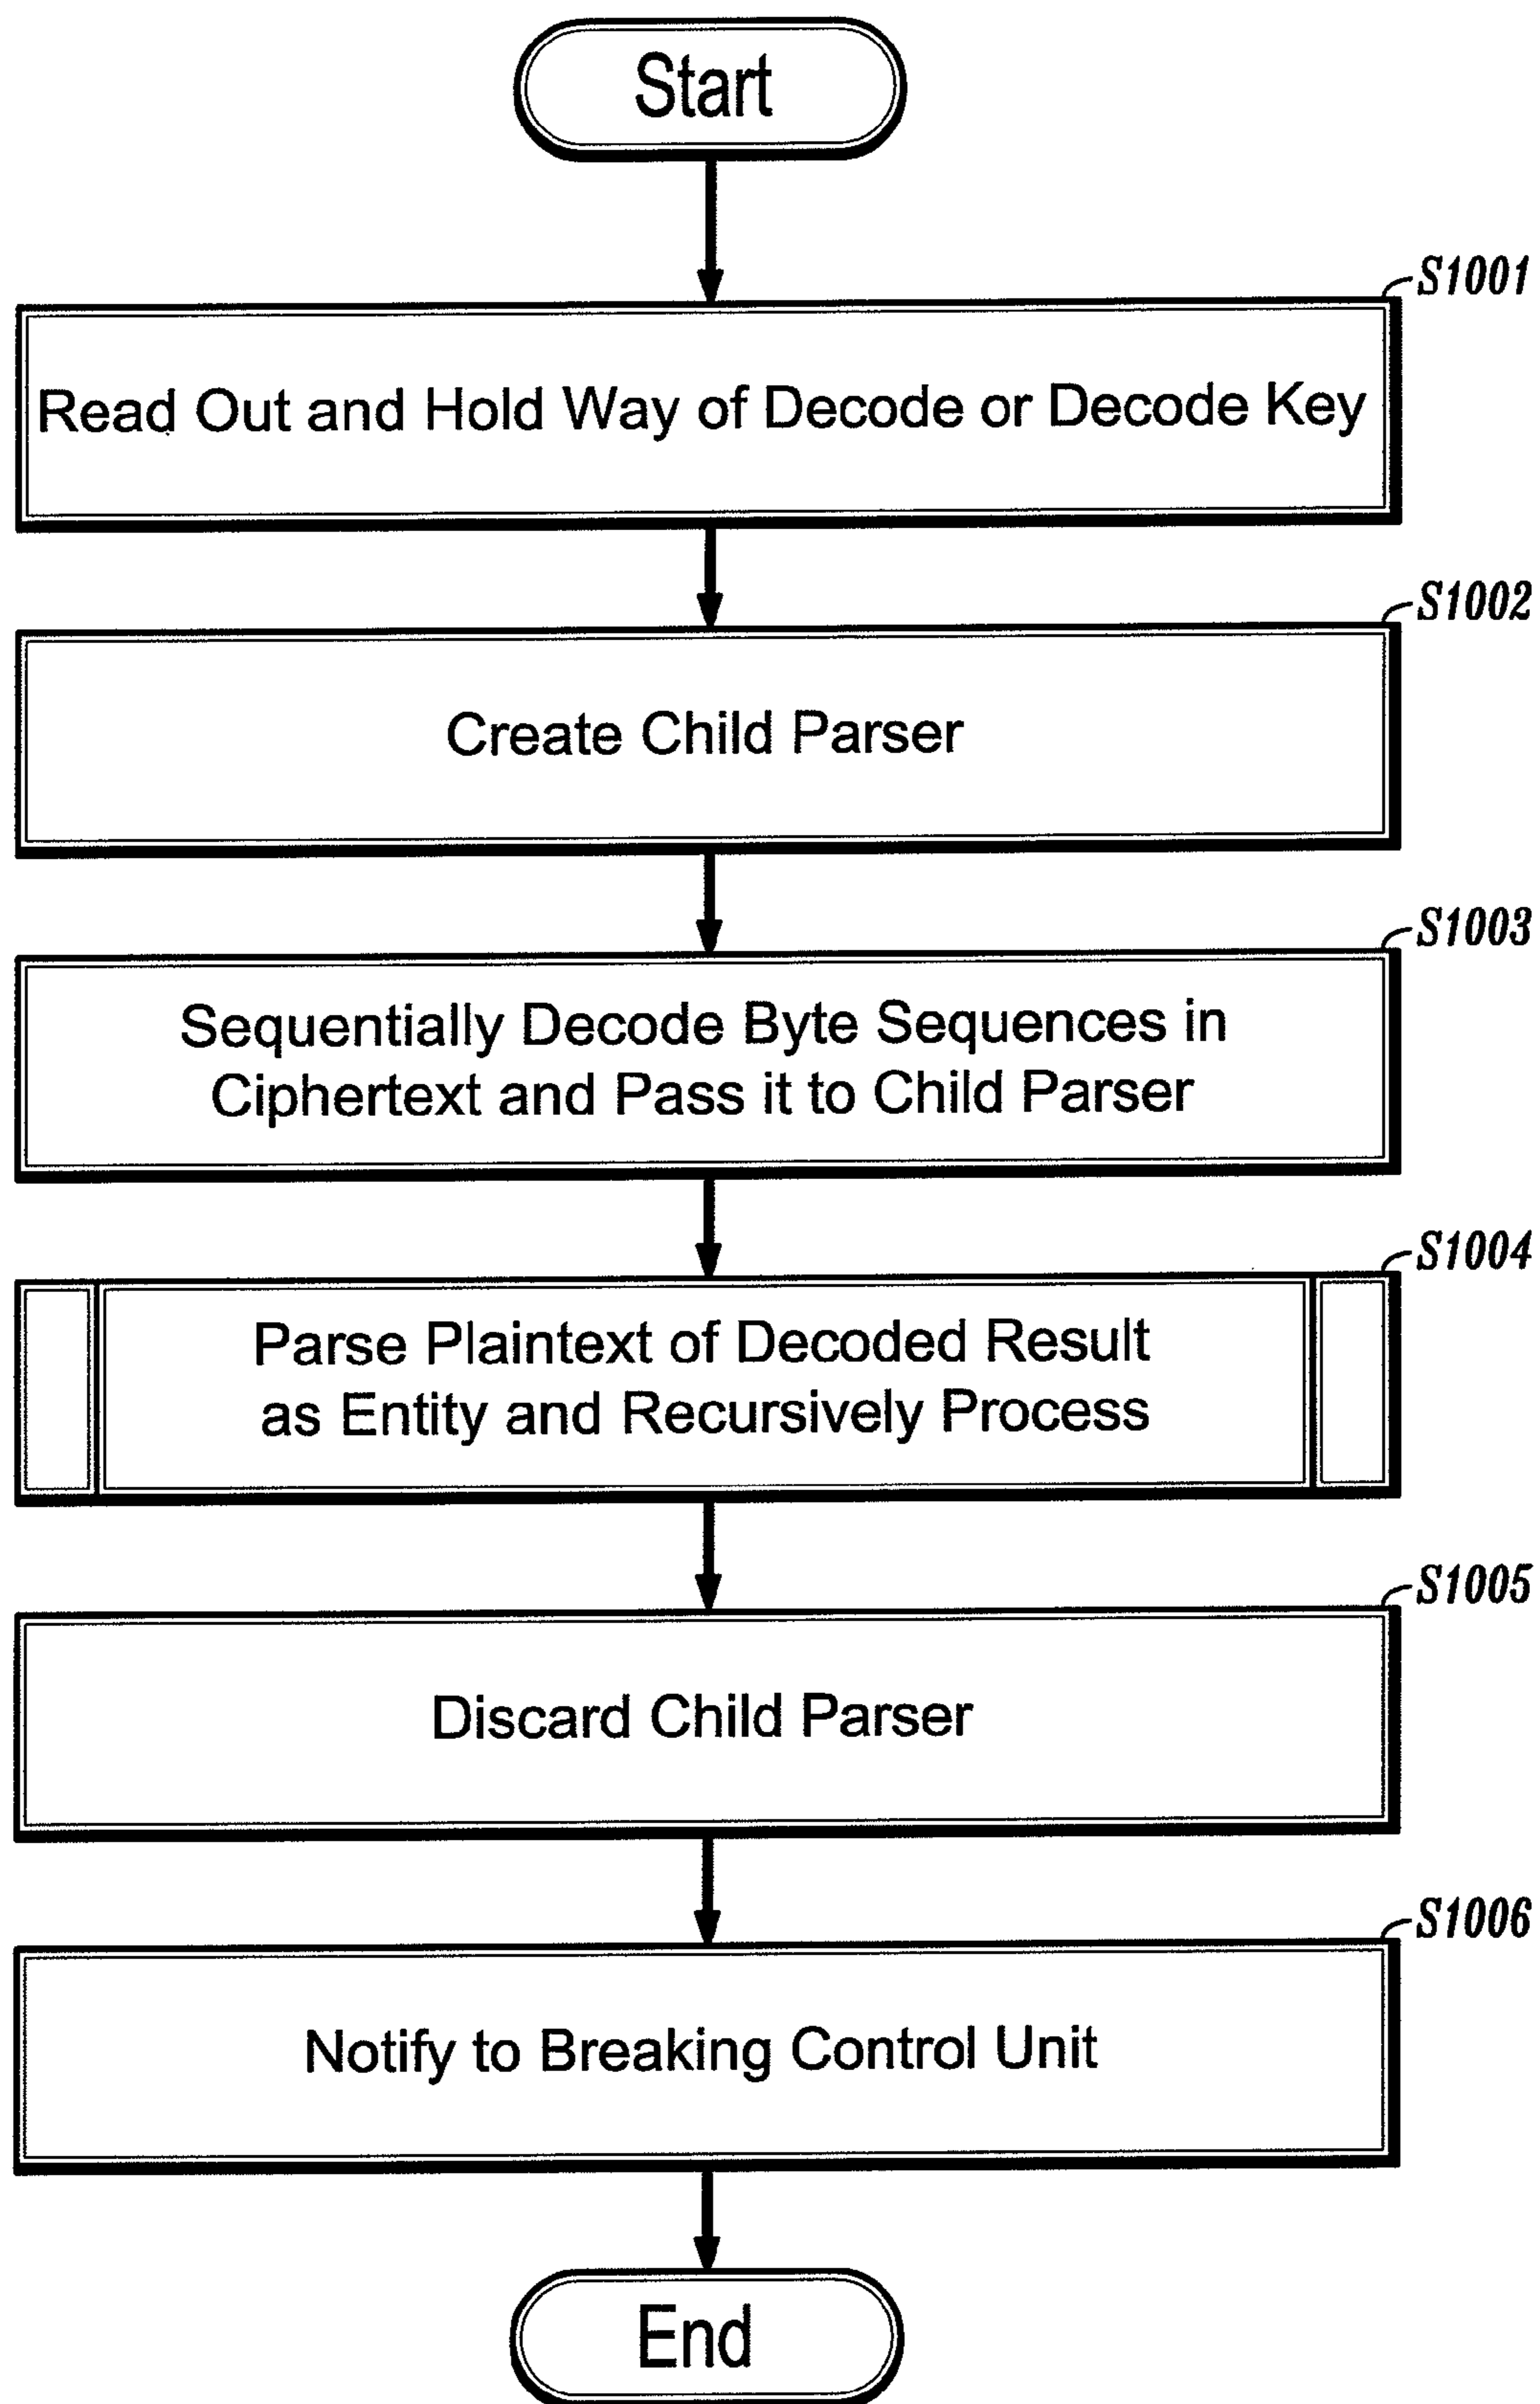 Start
S1001
Read Out and Hold Way of Decode or Decode Key
S1002
Create Child Parser
S1003
Sequentially Decode Byte Sequences in
Ciphertext and Pass it to Child Parser
S1004
Parse Plaintext of Decoded Result
as Entity and Recursively Process
S1005
Discard Child Parser
S1006
Notify to Breaking Control Unit
End